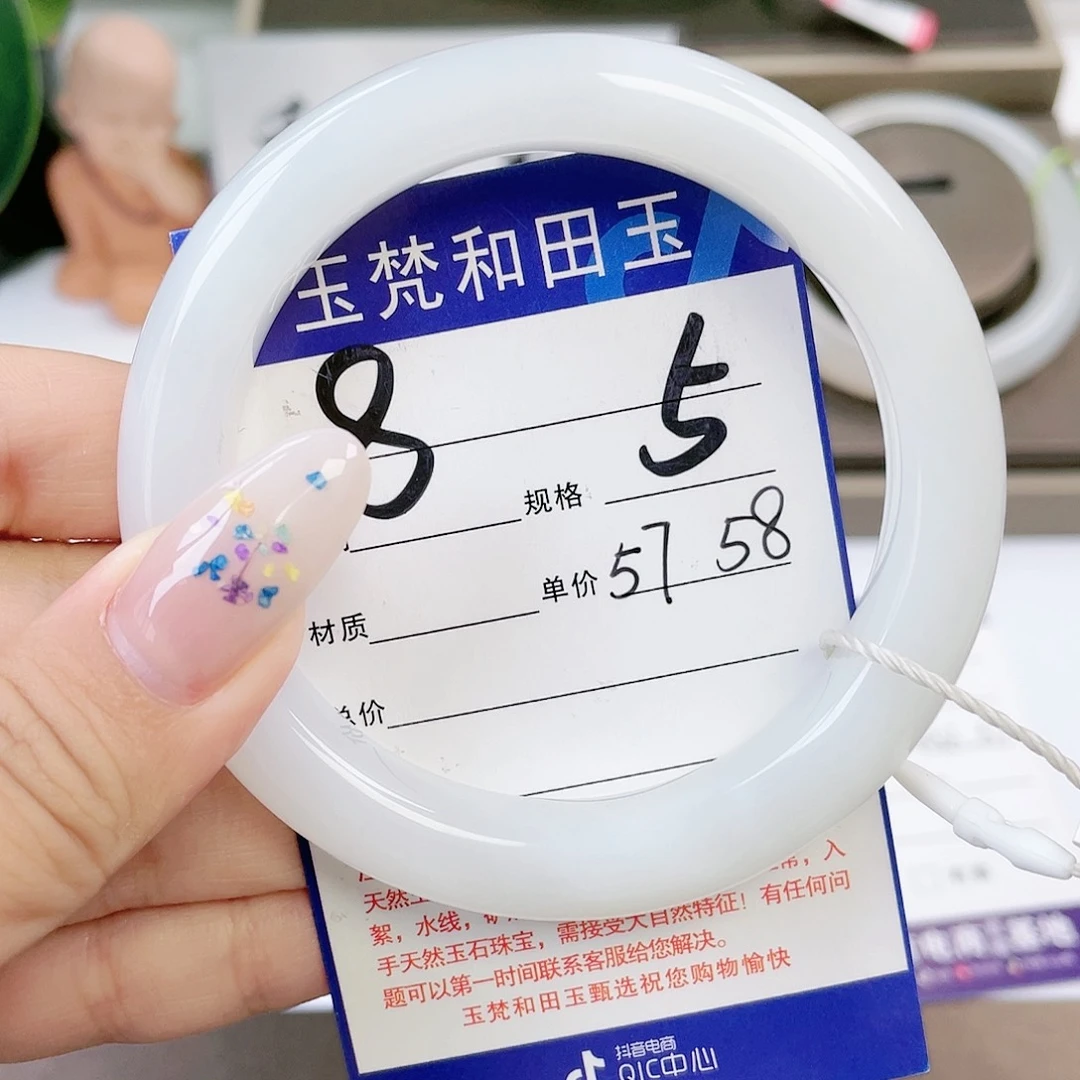 玉梵和田玉
8 5
规格
单价 57 58
材质
总价
天然
絮，水线，
手天然玉石珠宝，需接受大自然特征！有任何问
题可以第一时间联系客服给您解决。
玉梵和田玉甄选祝您购物愉快
抖音电商
QIC中心